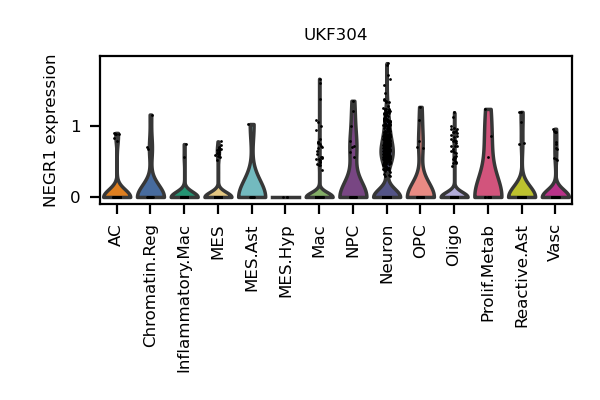 UKF304
NEGR1 expression
1
0
AC
Chromatin.Reg
Inflammatory.Mac
MES
MES.Ast
MES.Hyp
Mac
NPC
Neuron
OPC
Oligo
Prolif.Metab
Reactive.Ast
Vasc